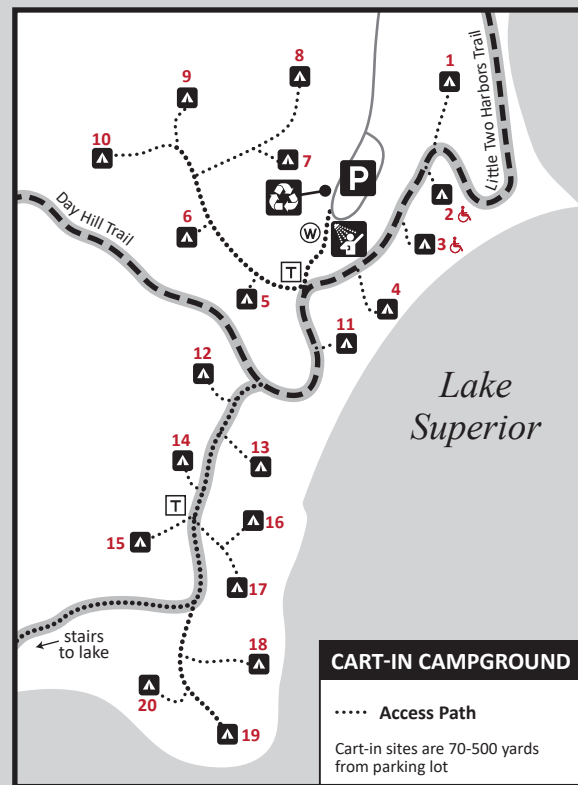 8
1
9
Little Two Harbors Trail
10
7
P
2
6
W
3
Day Hill Trail
T
5
4
11
12
Lake
Superior
14
13
T
16
15
17
stairs
to lake
18
20
19
CART-IN CAMPGROUND
Access Path
Cart-in sites are 70-500 yards
from parking lot